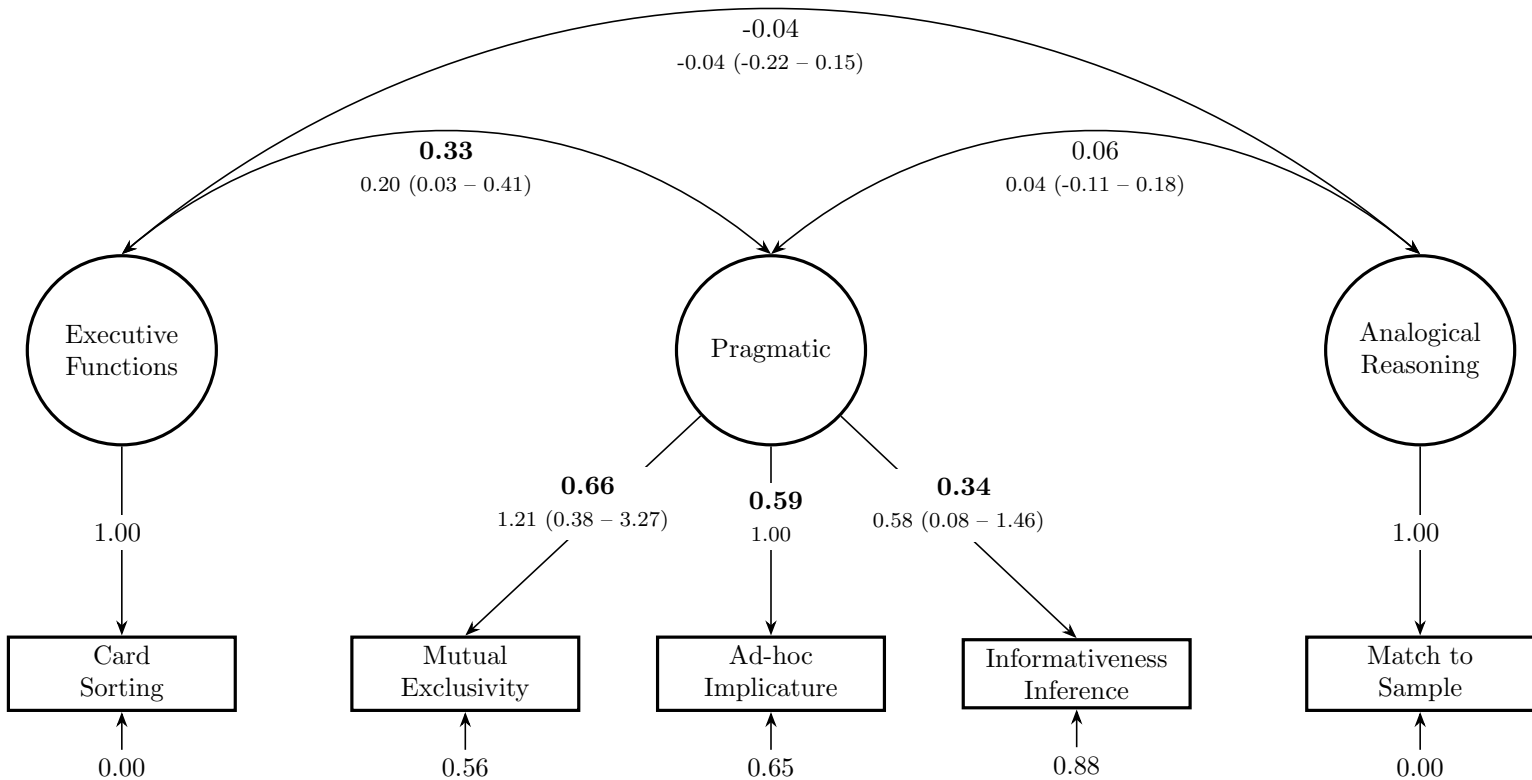 -0.04
-0.04 (-0.22 – 0.15)
0.33
0.20 (0.03 – 0.41)
0.06
0.04 (-0.11 – 0.18)
Executive
Functions
Pragmatic
Analogical
Reasoning
1.00
0.66
1.21 (0.38 – 3.27)
0.59
1.00
0.34
0.58 (0.08 – 1.46)
1.00
Card
Sorting
Mutual
Exclusivity
Ad-hoc
Implicature
Informativeness
Inference
Match to
Sample
0.00
0.56
0.65
0.88
0.00